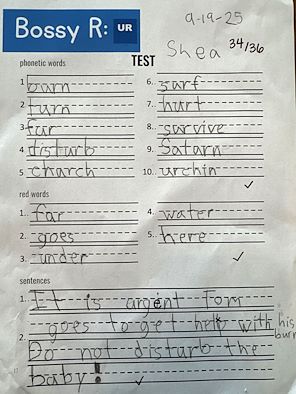 Bossy R: UR
9-19-25
Shea 34/36
phonetic words
TEST
1. burn
2. turn
3. fur
4. disturb
5. church
6. surf
7. hurt
8. survive
9. Saturn
10. urchin
red words
1. far
2. goes
3. under
4. water
5. here
sentences
1. It is argent Tom
goes to get help with his burn
2. Do not disturb the
baby!